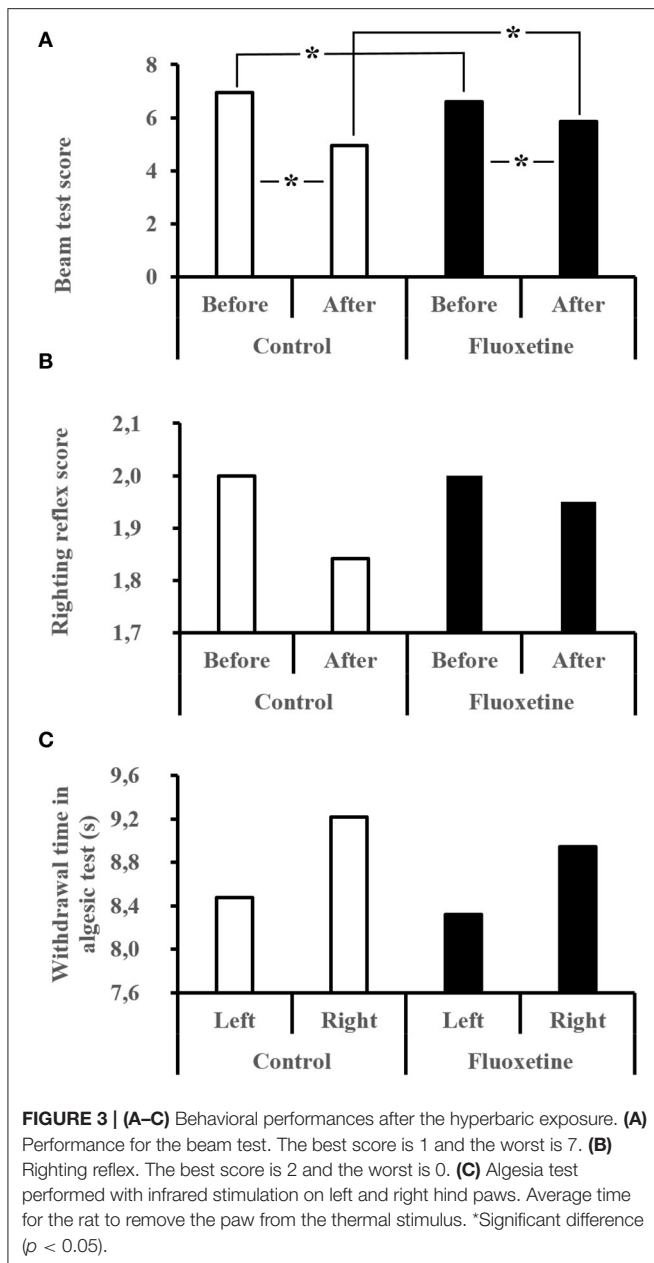 A
* *
8
6
4
2
0
Beam test score
* *
Before After Before After
Control Fluoxetine
B
2,1
2,0
1,9
1,8
1,7
Righting reflex score
Before After Before After
Control Fluoxetine
C
9,6
9,2
8,8
8,4
8,0
7,6
Withdrawal time in
algesic test (s)
Left Right Left Right
Control Fluoxetine
FIGURE 3 | (A–C) Behavioral performances after the hyperbaric exposure. (A)
Performance for the beam test. The best score is 1 and the worst is 7. (B)
Righting reflex. The best score is 2 and the worst is 0. (C) Algesia test
performed with infrared stimulation on left and right hind paws. Average time
for the rat to remove the paw from the thermal stimulus. *Significant difference
(p < 0.05).